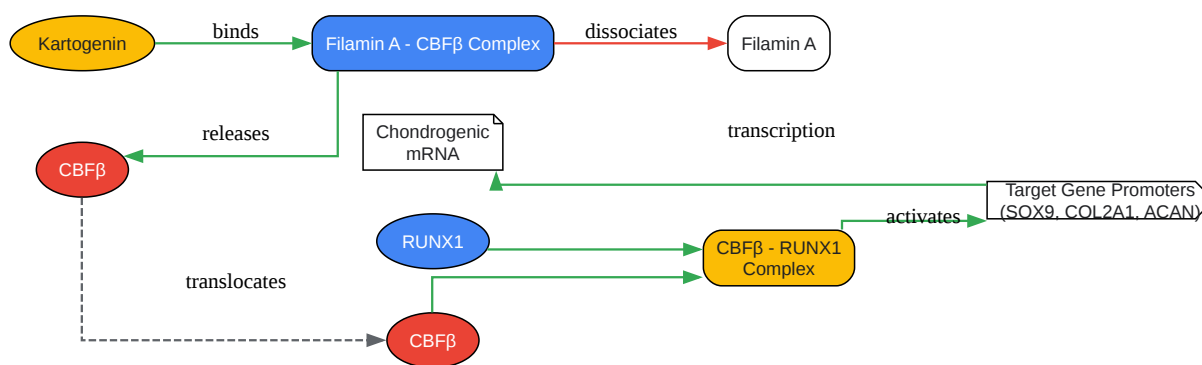 Kartogenin
binds
Filamin A - CBFβ Complex
dissociates
Filamin A
releases
Chondrogenic
mRNA
transcription
CBFβ
Target Gene Promoters
(SOX9, COL2A1, ACAN)
activates
RUNX1
CBFβ - RUNX1
Complex
translocates
CBFβ